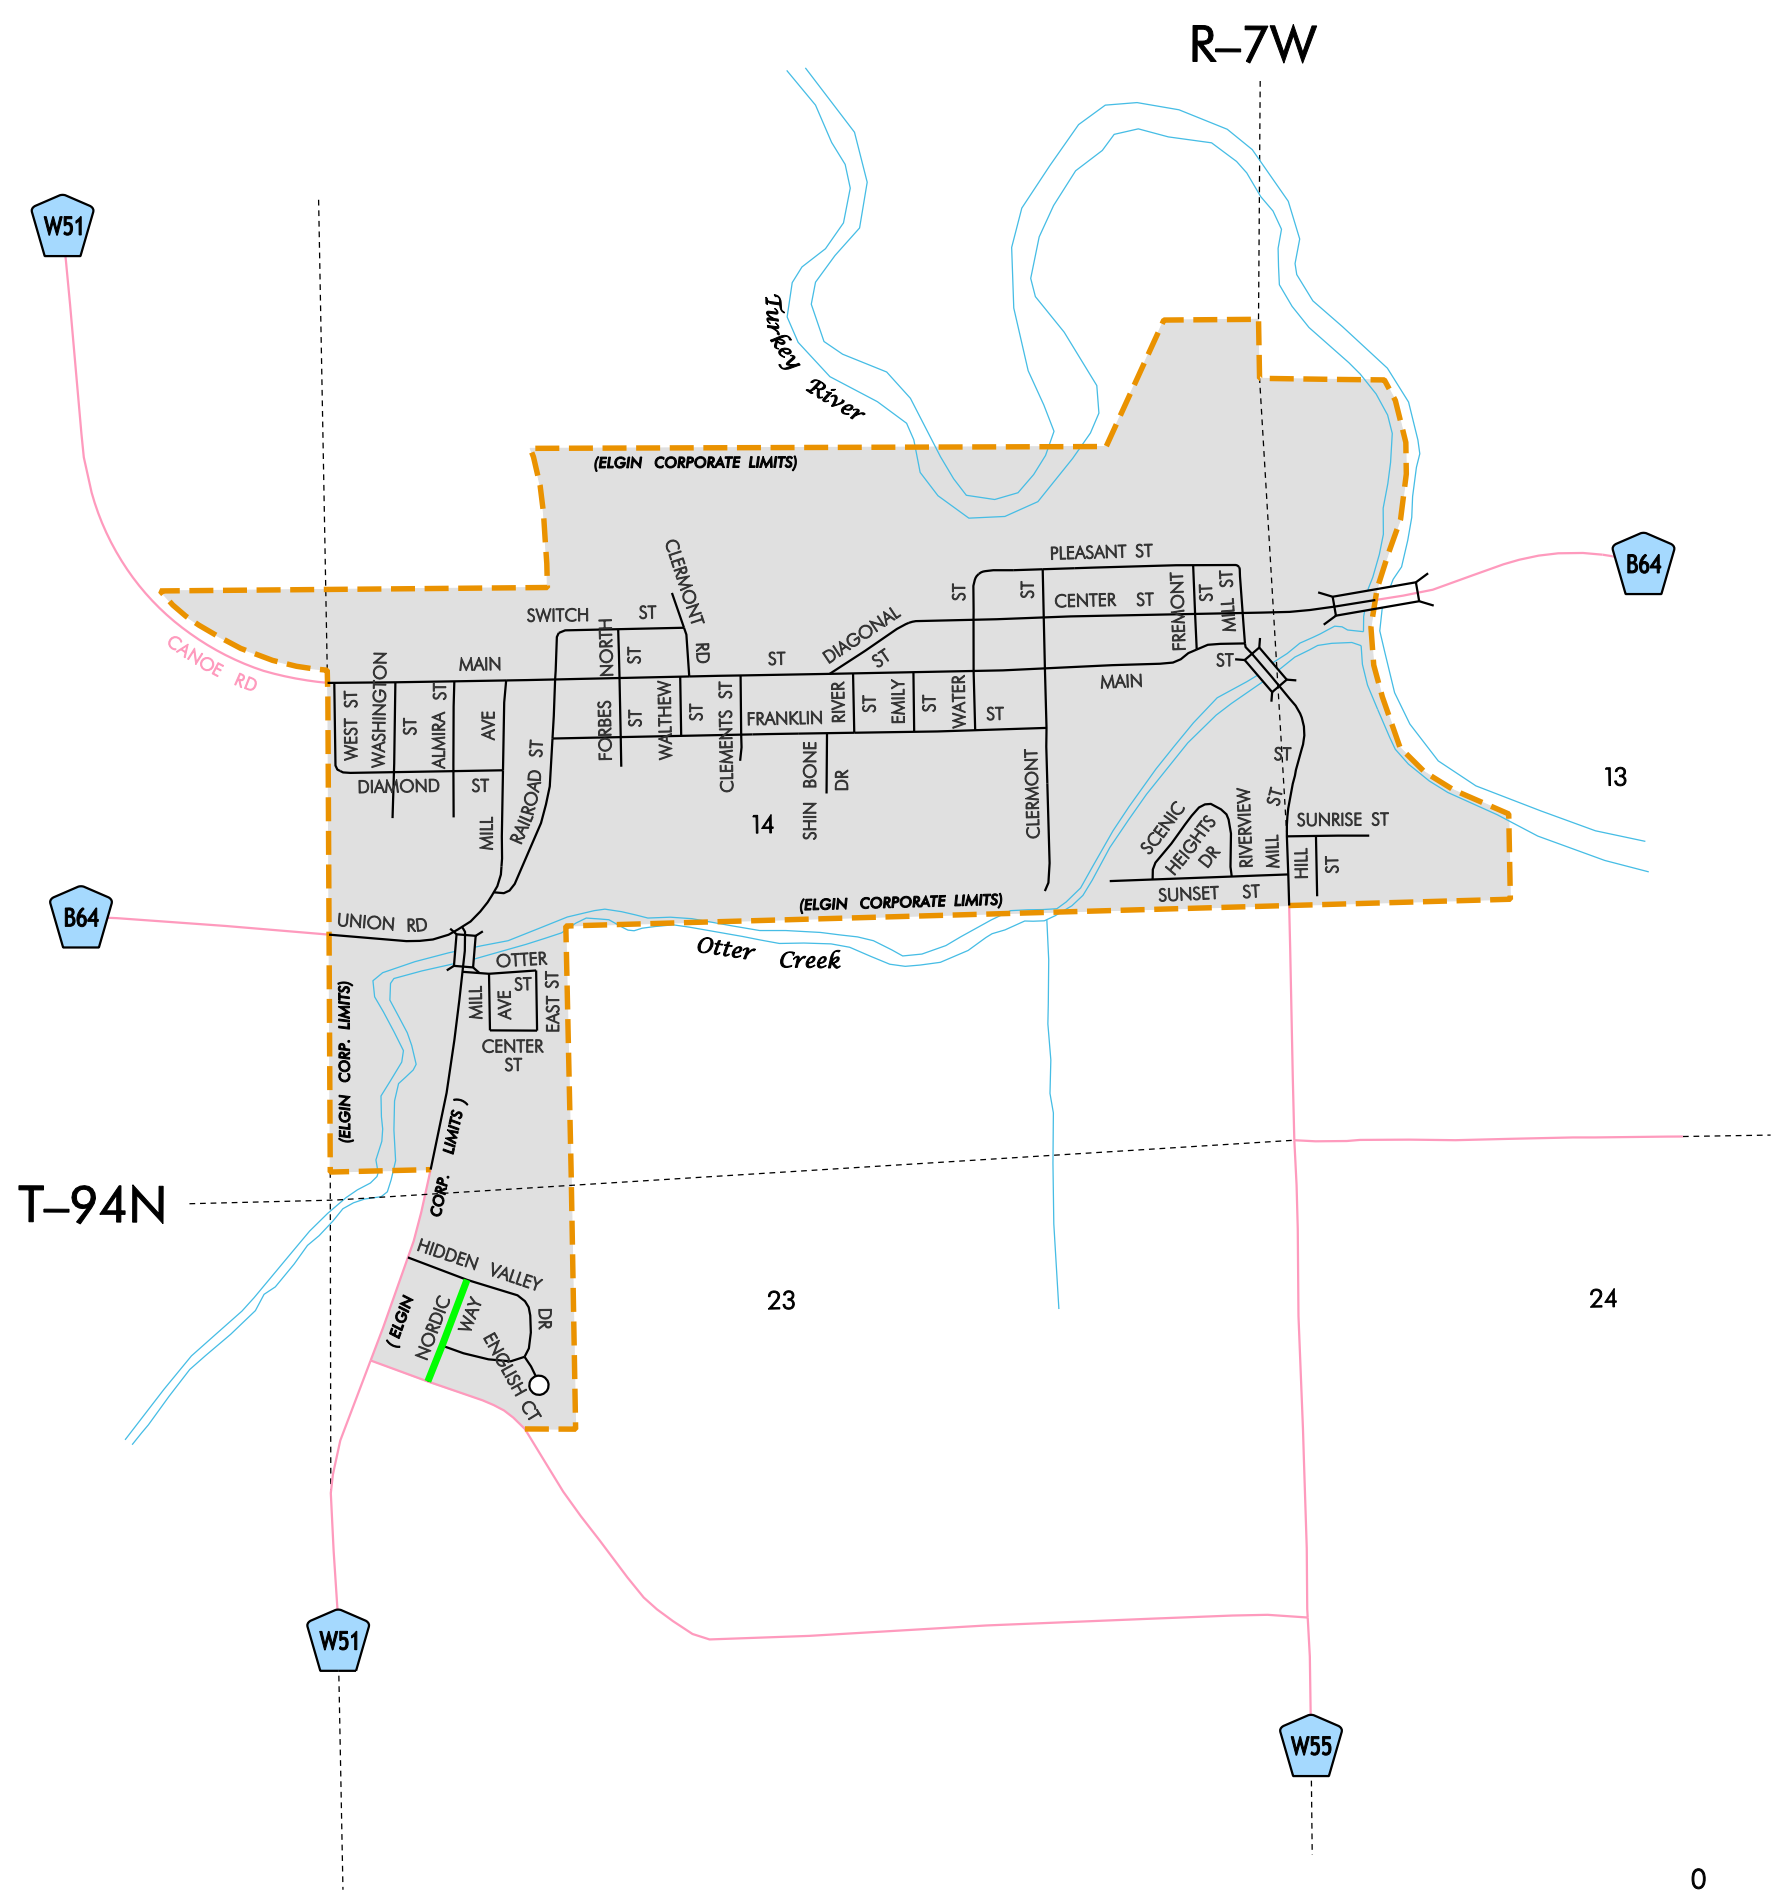 R–7W
W51
Turkey River
(ELGIN CORPORATE LIMITS)
B64
PLEASANT ST
CLERMONT RD
ST
ST
CENTER ST
FREMONT ST
MILL ST
SWITCH ST
NORTH ST
DIAGONAL ST
CANOE RD
MAIN ST
MAIN ST
WEST ST
WASHINGTON ST
ALMIRA ST
MILL AVE
FORBES ST
WALTHEW ST
CLEMENTS ST
FRANKLIN ST
RIVER ST
EMILY ST
WATER
DIAMOND ST
RAILROAD ST
SHIN BONE DR
CLERMONT
14
13
SCENIC HEIGHTS DR
RIVERVIEW ST
MILL ST
SUNRISE ST
HILL ST
SUNSET ST
(ELGIN CORPORATE LIMITS)
B64
UNION RD
Otter Creek
OTTER ST
MILL AVE
EAST ST
CENTER
ST
(ELGIN CORP. LIMITS)
(ELGIN CORP. LIMITS)
T–94N
HIDDEN VALLEY DR
NORDIC WAY
ENGLISH CT
23
24
W51
W55
0